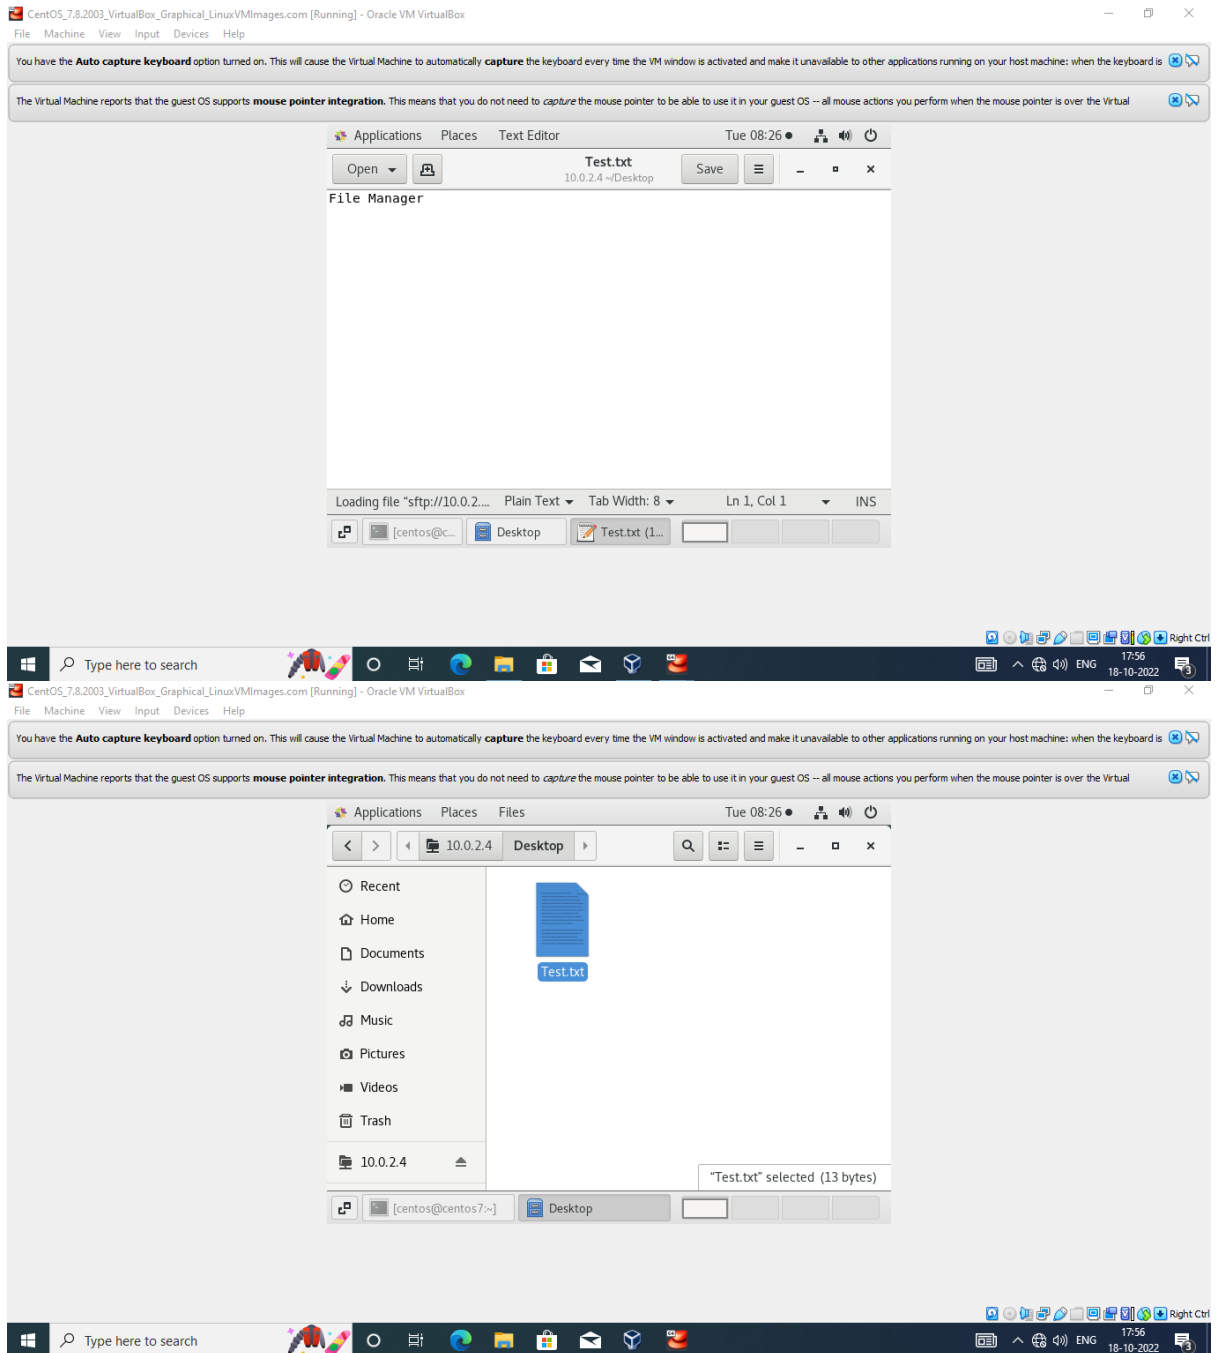 CentOS_7.8.2003_VirtualBox_Graphical_LinuxVMImages.com [Running] - Oracle VM VirtualBox
File Machine View Input Devices Help
You have the Auto capture keyboard option turned on. This will cause the Virtual Machine to automatically capture the keyboard every time the VM window is activated and make it unavailable to other applications running on your host machine: when the keyboard is
The Virtual Machine reports that the guest OS supports mouse pointer integration. This means that you do not need to capture the mouse pointer to be able to use it in your guest OS -- all mouse actions you perform when the mouse pointer is over the Virtual
Applications Places Text Editor Tue 08:26
Open Test.txt Save
10.0.2.4 ~/Desktop
File Manager
Loading file “sftp://10.0.2.... Plain Text Tab Width: 8 Ln 1, Col 1 INS
[centos@c... Desktop Test.txt (1...
Right Ctrl
Type here to search ENG 17:56
18-10-2022 3
CentOS_7.8.2003_VirtualBox_Graphical_LinuxVMImages.com [Running] - Oracle VM VirtualBox
File Machine View Input Devices Help
You have the Auto capture keyboard option turned on. This will cause the Virtual Machine to automatically capture the keyboard every time the VM window is activated and make it unavailable to other applications running on your host machine: when the keyboard is
The Virtual Machine reports that the guest OS supports mouse pointer integration. This means that you do not need to capture the mouse pointer to be able to use it in your guest OS -- all mouse actions you perform when the mouse pointer is over the Virtual
Applications Places Files Tue 08:26
10.0.2.4 Desktop
Recent
Home
Documents
Downloads
Music
Pictures
Videos
Trash
10.0.2.4
Test.txt
“Test.txt” selected (13 bytes)
[centos@centos7:~] Desktop
Right Ctrl
Type here to search ENG 17:56
18-10-2022 3